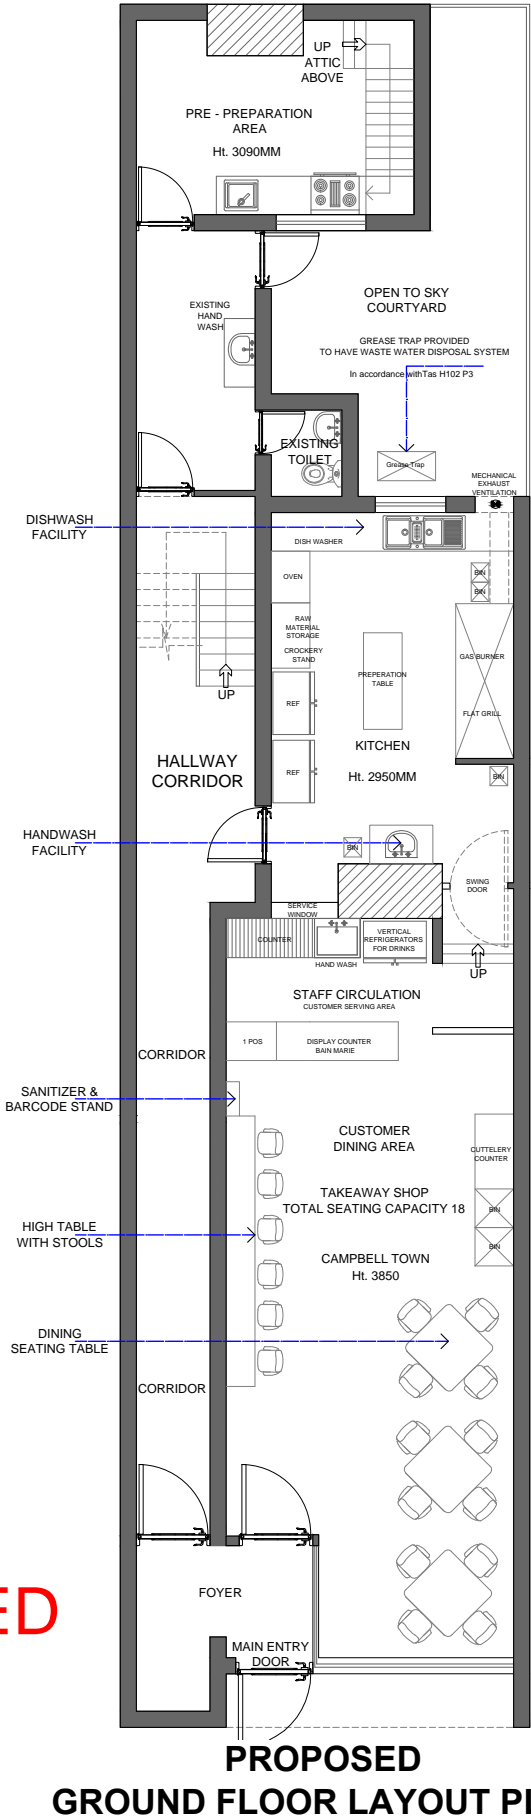 UP
ATTIC
ABOVE
PRE - PREPARATION
AREA
Ht. 3090MM
OPEN TO SKY
COURTYARD
EXISTING
HAND
WASH
GREASE TRAP PROVIDED
TO HAVE WASTE WATER DISPOSAL SYSTEM
In accordance withTas H102 P3
EXISTING
TOILET
Grease Trap
MECHANICAL
EXHAUST
VENTILATION
DISHWASH
FACILITY
DISH WASHER
OVEN
BIN
BIN
RAW
MATERIAL
STORAGE
CROCKERY
STAND
GAS BURNER
PREPERATION
TABLE
UP
REF
FLAT GRILL
KITCHEN
HALLWAY
CORRIDOR
REF
Ht. 2950MM
BIN
HANDWASH
FACILITY
BIN
SWING
DOOR
SERVICE
WINDOW
COUNTER
VERTICAL
REFRIGERATORS
FOR DRINKS
HAND WASH
UP
STAFF CIRCULATION
CUSTOMER SERVING AREA
1 POS
DISPLAY COUNTER
BAIN MARIE
CORRIDOR
SANITIZER &
BARCODE STAND
CUSTOMER
DINING AREA
CUTTELERY
COUNTER
TAKEAWAY SHOP
TOTAL SEATING CAPACITY 18
BIN
HIGH TABLE
WITH STOOLS
BIN
CAMPBELL TOWN
Ht. 3850
DINING
SEATING TABLE
CORRIDOR
FOYER
ED
MAIN ENTRY
DOOR
PROPOSED
GROUND FLOOR LAYOUT